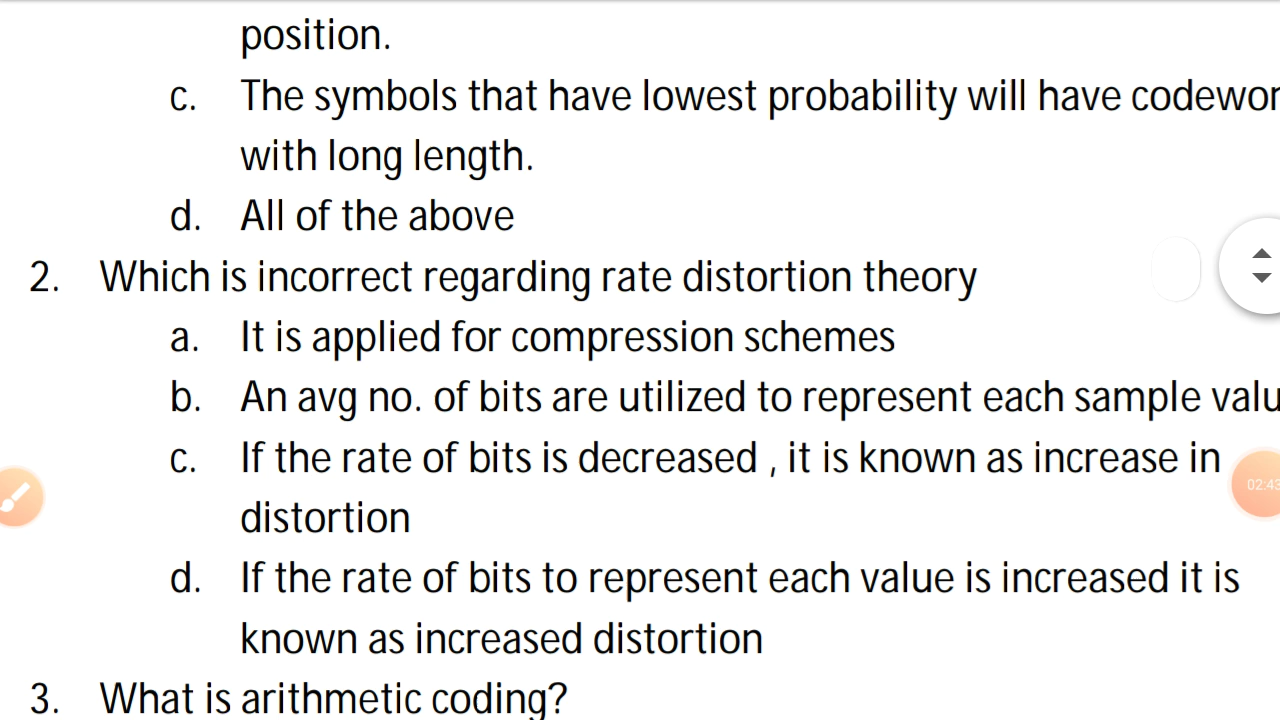 position.
c. The symbols that have lowest probability will have
with long length.
d. All of the above
2. Which is incorrect regarding rate distortion theory
a. It is applied for compression schemes
b. An avg no. of bits are utilized to represent each sample
c. If the rate of bits is decreased , it is known as increase in
distortion
d. If the rate of bits to represent each value is increased it is
known as increased distortion
3. What is arithmetic coding?